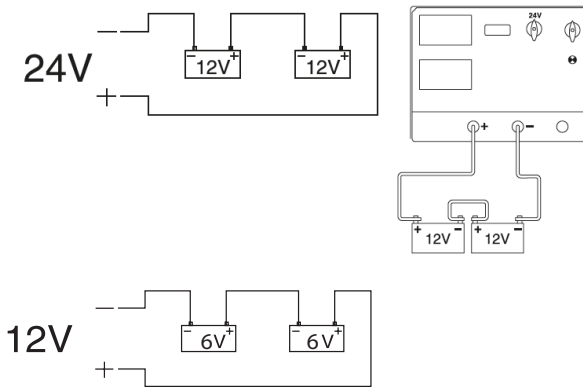 24V
− +
24V
− + − +
12V 12V
+ −
+ − + −
12V 12V
12V
− +
− + − +
6V 6V